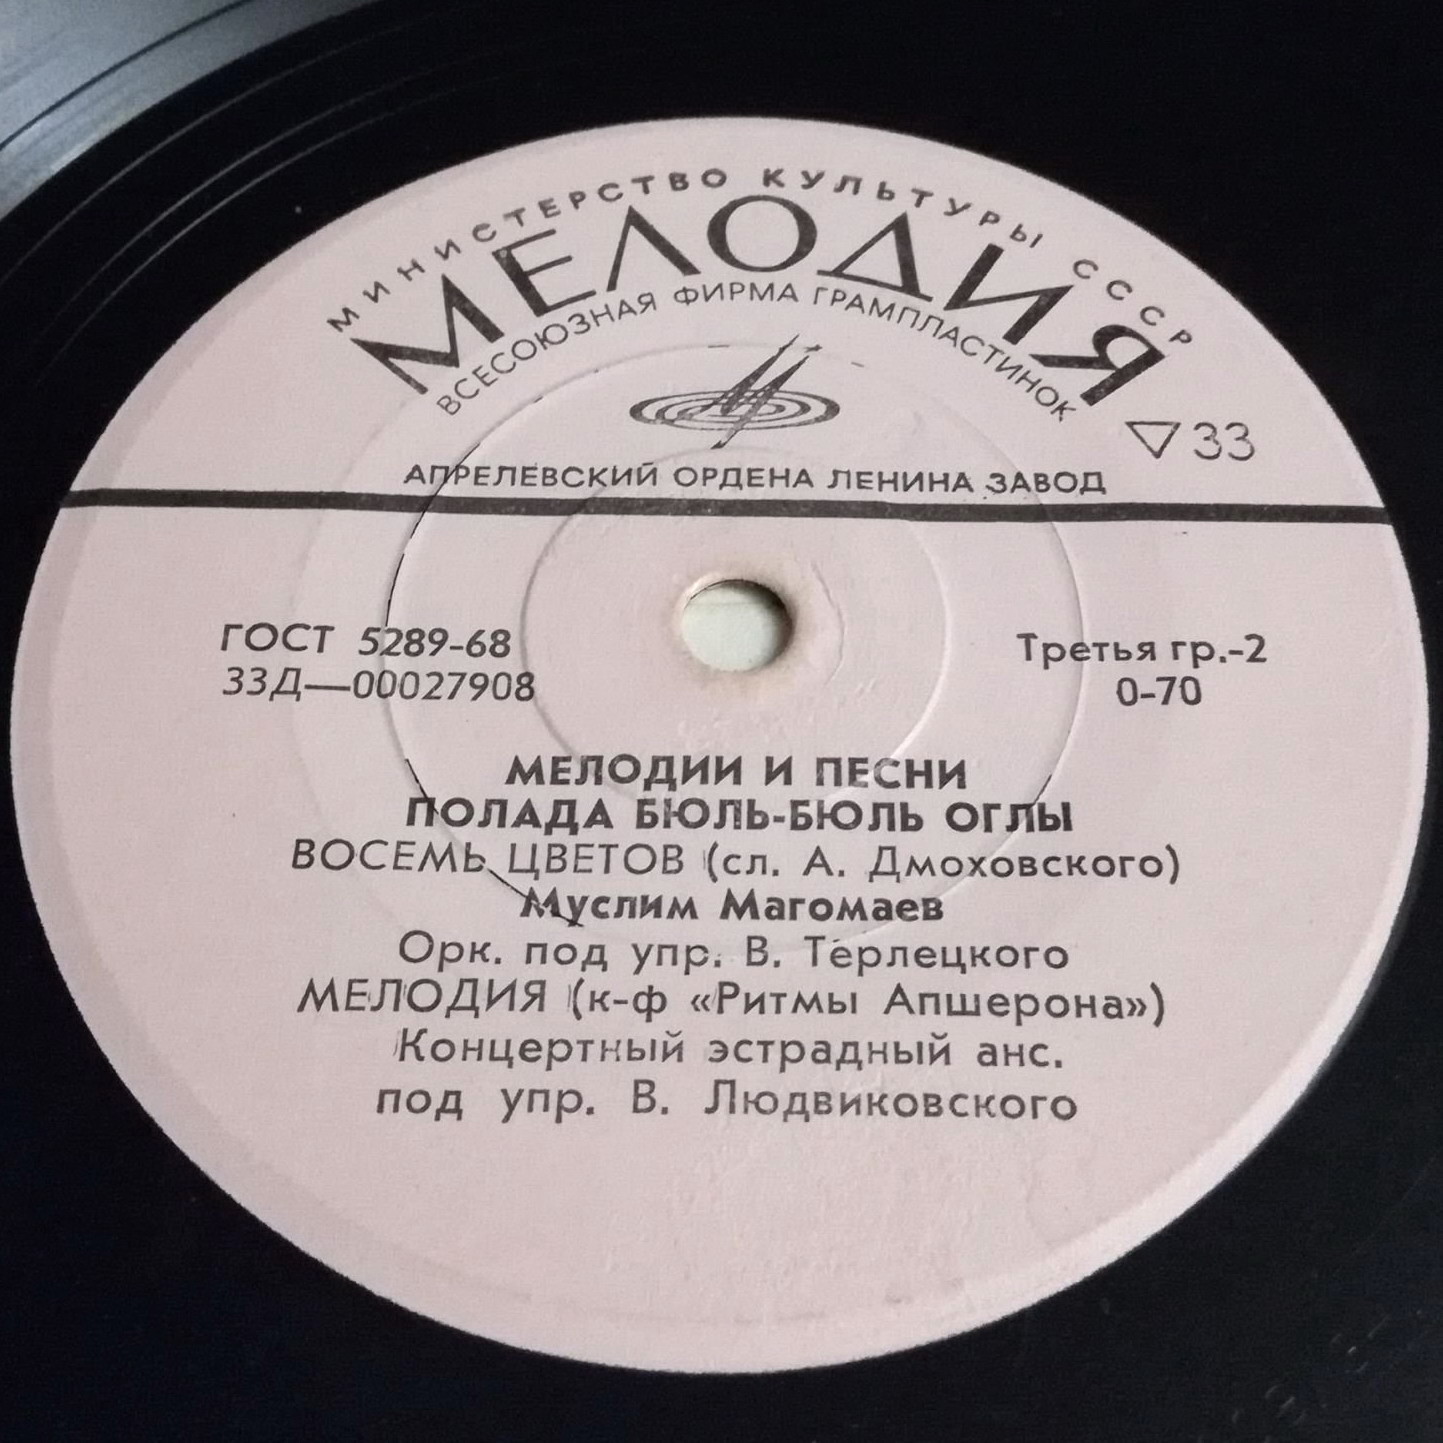 МИНИСТЕРСТВО КУЛЬТУРЫ СССР
МЕЛОДИЯ
ВСЕСОЮЗНАЯ ФИРМА ГРАМПЛАСТИНОК
33
АПРЕЛЕВСКИЙ ОРДЕНА ЛЕНИНА ЗАВОД
ГОСТ 5289-68
33Д—00027908
Третья гр.-2
0-70
МЕЛОДИИ И ПЕСНИ
ПОЛАДА БЮЛЬ-БЮЛЬ ОГЛЫ
ВОСЕМЬ ЦВЕТОВ (сл. А. Дмоховского)
Муслим Магомаев
Орк. под упр. В. Терлецкого
МЕЛОДИЯ (к-ф «Ритмы Апшерона»)
Концертный эстрадный анс.
под упр. В. Людвиковского